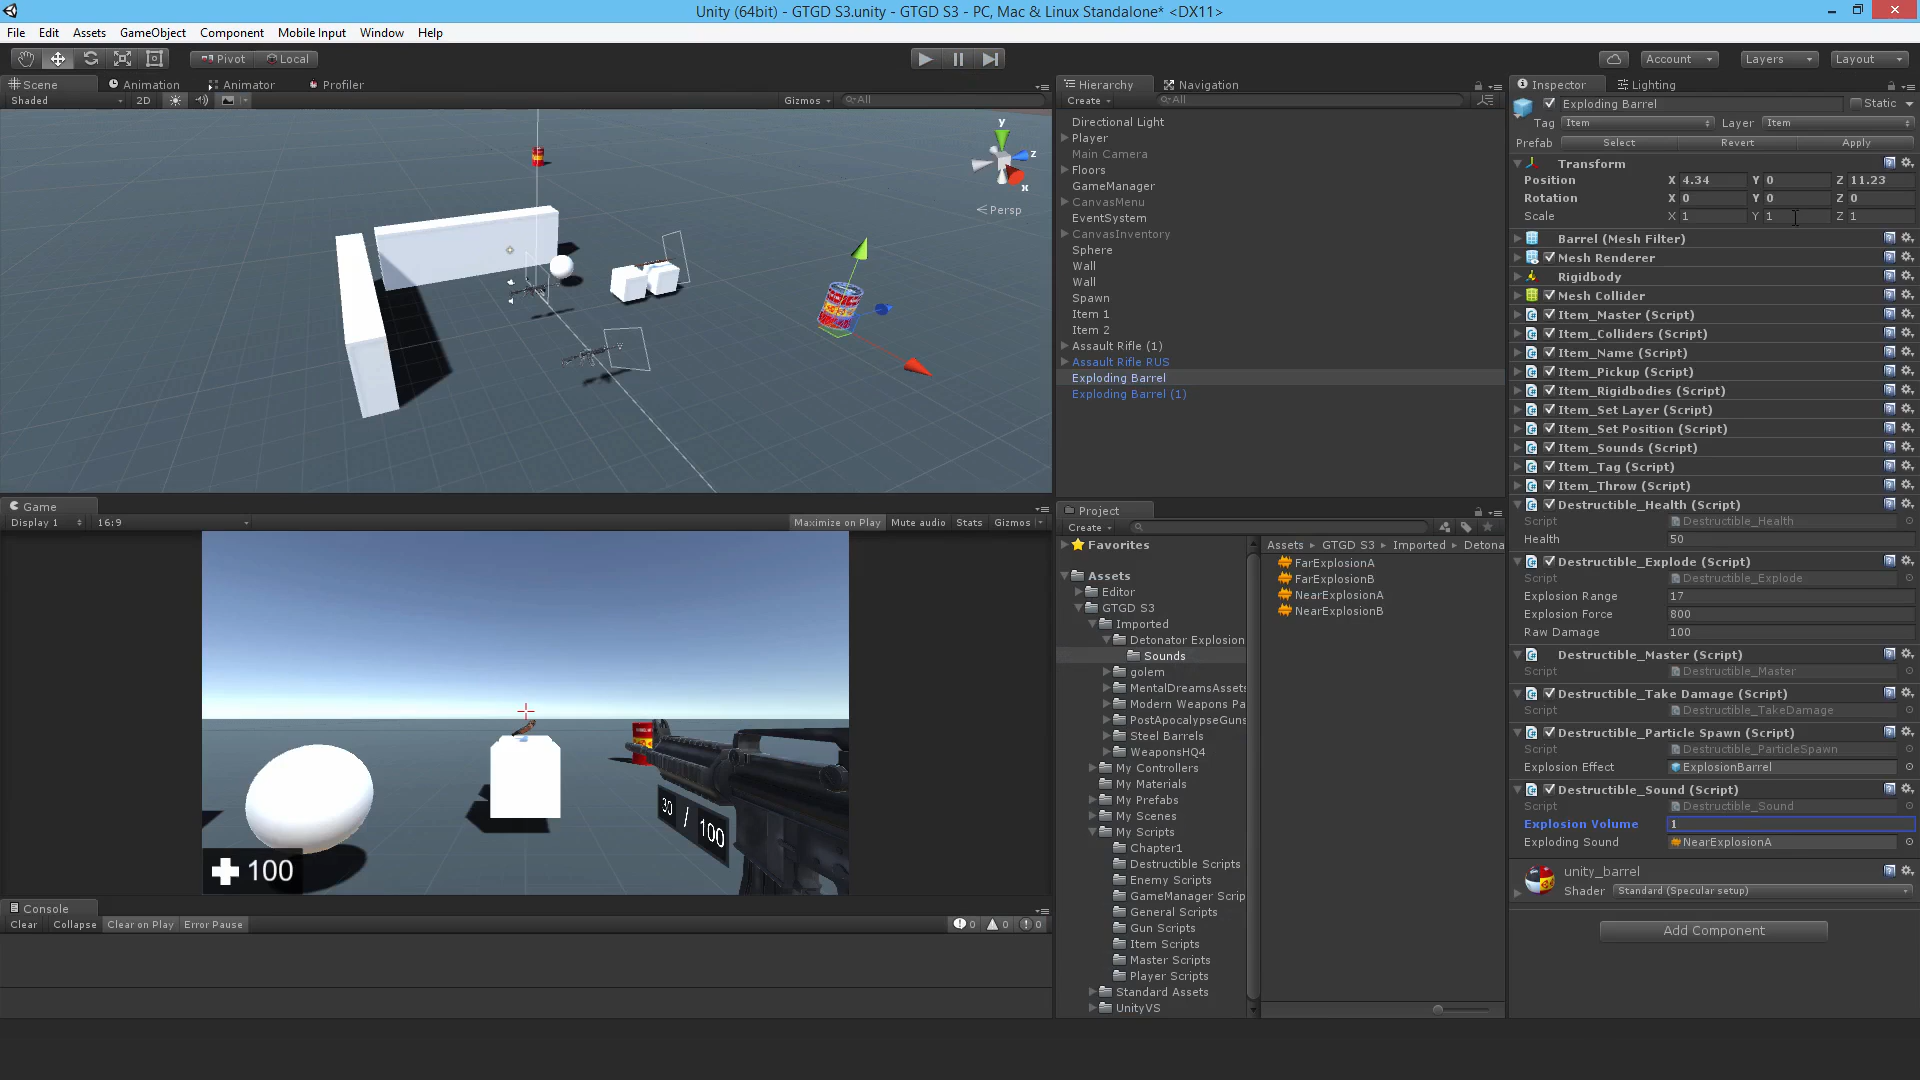 Unity (64bit) - GTGD S3.unity - GTGD S3 - PC, Mac & Linux Standalone* <DX11>
File Edit Assets GameObject Component Mobile Input Window Help
Pivot Local Account Layers Layout
Scene Animation Animator Profiler
Shaded 2D Gizmos All
y
z
x
Persp
Hierarchy Navigation
Create All
Directional Light
Player
Main Camera
Floors
GameManager
CanvasMenu
EventSystem
CanvasInventory
Sphere
Wall
Wall
Spawn
Item 1
Item 2
Assault Rifle (1)
Assault Rifle RUS
Exploding Barrel
Exploding Barrel (1)
Game
Display 1 16:9 Maximize on Play Mute audio Stats Gizmos
30 / 100
100
Console
Clear Collapse Clear on Play Error Pause 0 0 0
Project
Create
Favorites
Assets
Editor
GTGD S3
Imported
Detonator Explosion
Sounds
golem
MentalDreamsAssets
Modern Weapons Pa
PostApocalypseGuns
Steel Barrels
WeaponsHQ4
My Controllers
My Materials
My Prefabs
My Scenes
My Scripts
Chapter1
Destructible Scripts
Enemy Scripts
GameManager Scrip
General Scripts
Gun Scripts
Item Scripts
Master Scripts
Player Scripts
Standard Assets
UnityVS
Assets GTGD S3 Imported Detona
FarExplosionA
FarExplosionB
NearExplosionA
NearExplosionB
Inspector Lighting
Exploding Barrel Static
Tag Item Layer Item
Prefab Select Revert Apply
Transform
Position X 4.34 Y 0 Z 11.23
Rotation X 0 Y 0 Z 0
Scale X 1 Y 1 Z 1
Barrel (Mesh Filter)
Mesh Renderer
Rigidbody
Mesh Collider
Item_Master (Script)
Item_Colliders (Script)
Item_Name (Script)
Item_Pickup (Script)
Item_Rigidbodies (Script)
Item_Set Layer (Script)
Item_Set Position (Script)
Item_Sounds (Script)
Item_Tag (Script)
Item_Throw (Script)
Destructible_Health (Script)
Script Destructible_Health
Health 50
Destructible_Explode (Script)
Script Destructible_Explode
Explosion Range 17
Explosion Force 800
Raw Damage 100
Destructible_Master (Script)
Script Destructible_Master
Destructible_Take Damage (Script)
Script Destructible_TakeDamage
Destructible_Particle Spawn (Script)
Script Destructible_ParticleSpawn
Explosion Effect ExplosionBarrel
Destructible_Sound (Script)
Script Destructible_Sound
Explosion Volume 1
Exploding Sound NearExplosionA
unity_barrel
Shader Standard (Specular setup)
Add Component